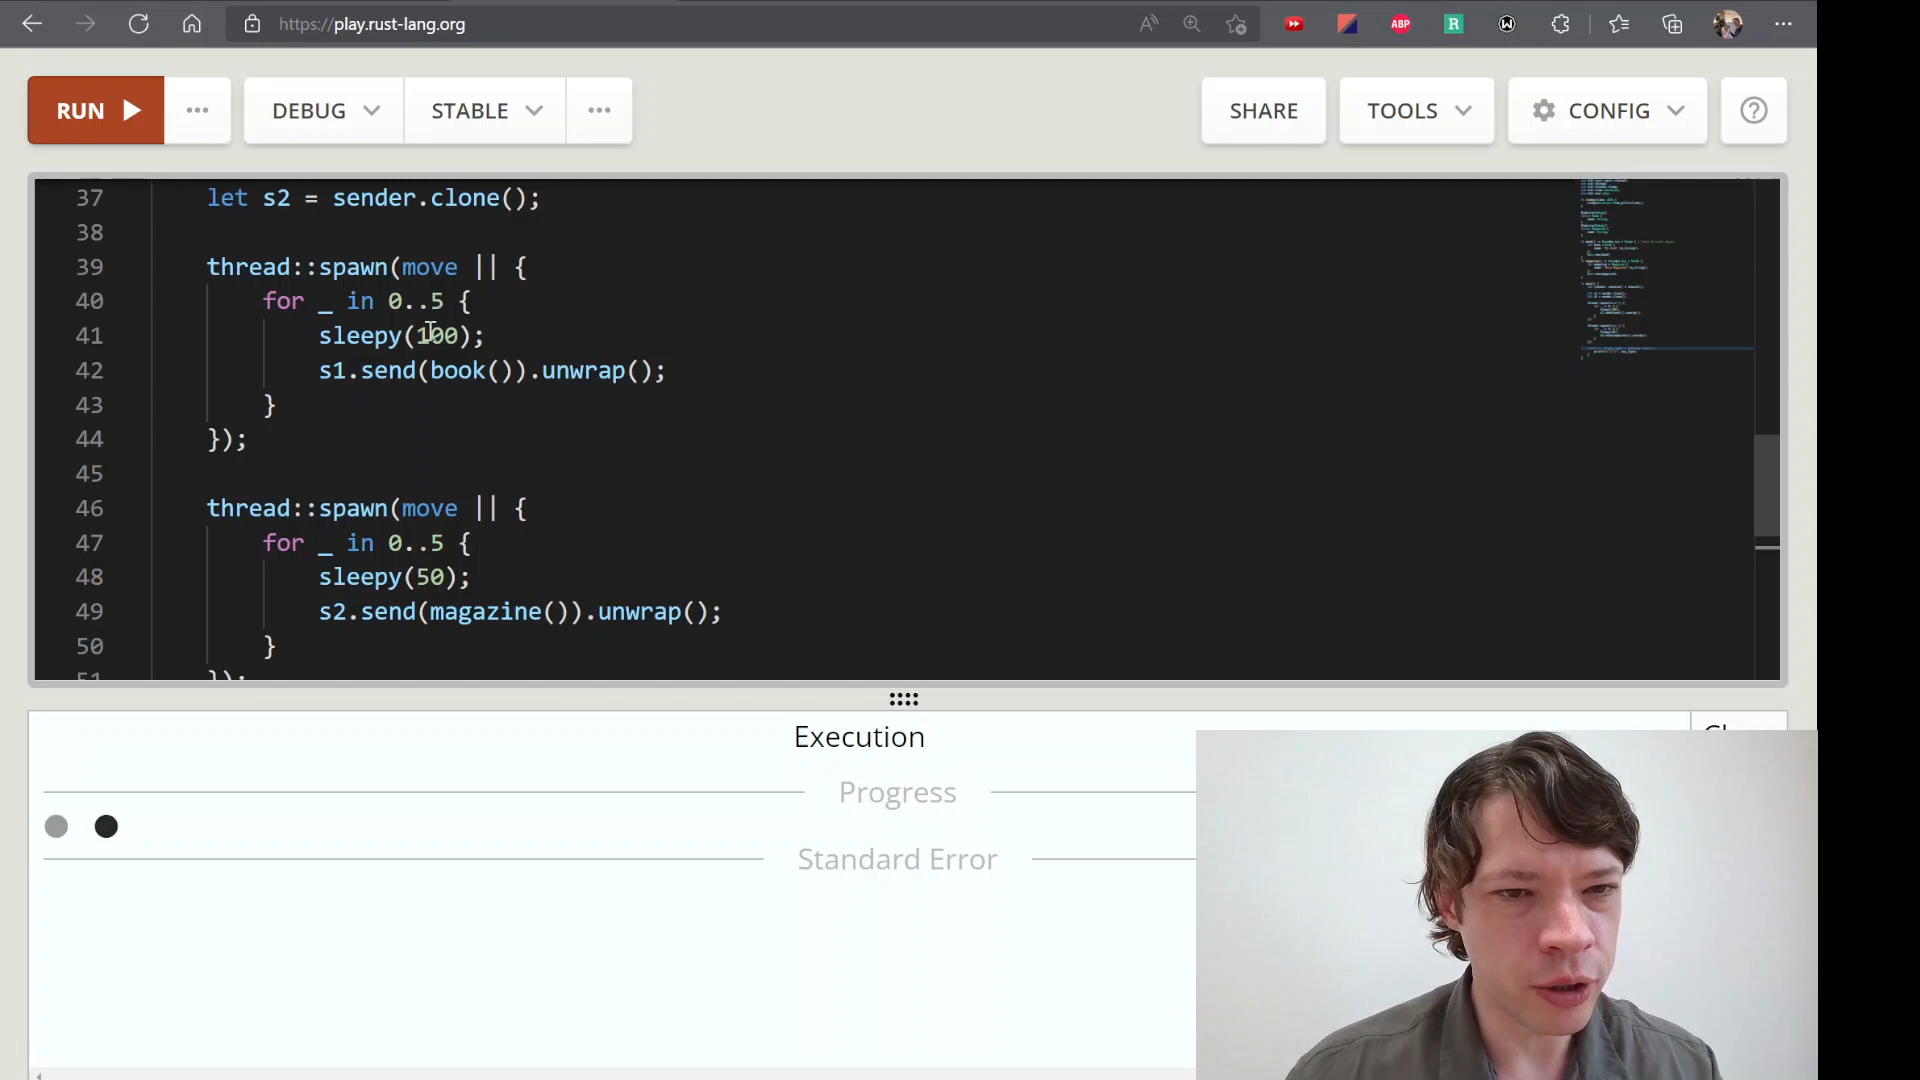 https://play.rust-lang.org
ABP
R
RUN
DEBUG
STABLE
SHARE
TOOLS
CONFIG
37 let s2 = sender.clone();
38
39 thread::spawn(move || {
40 for _ in 0..5 {
41 sleepy(100);
42 s1.send(book()).unwrap();
43 }
44 });
45
46 thread::spawn(move || {
47 for _ in 0..5 {
48 sleepy(50);
49 s2.send(magazine()).unwrap();
50 }
51 });
Execution
Progress
Standard Error